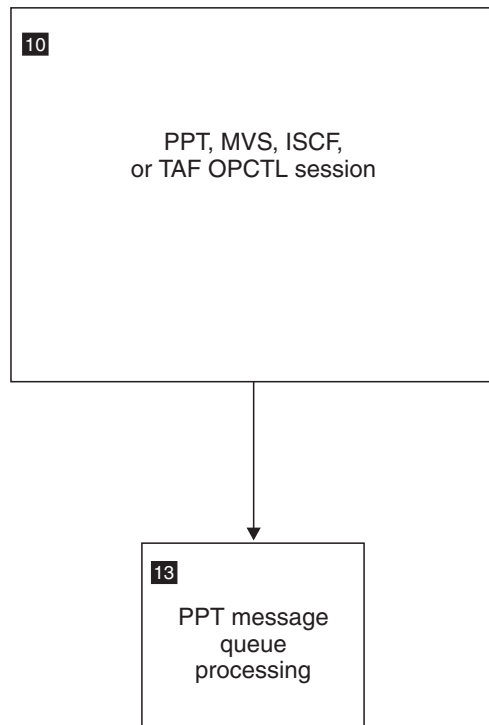 10
PPT, MVS, ISCF,
or TAF OPCTL session
13
PPT message
queue
processing